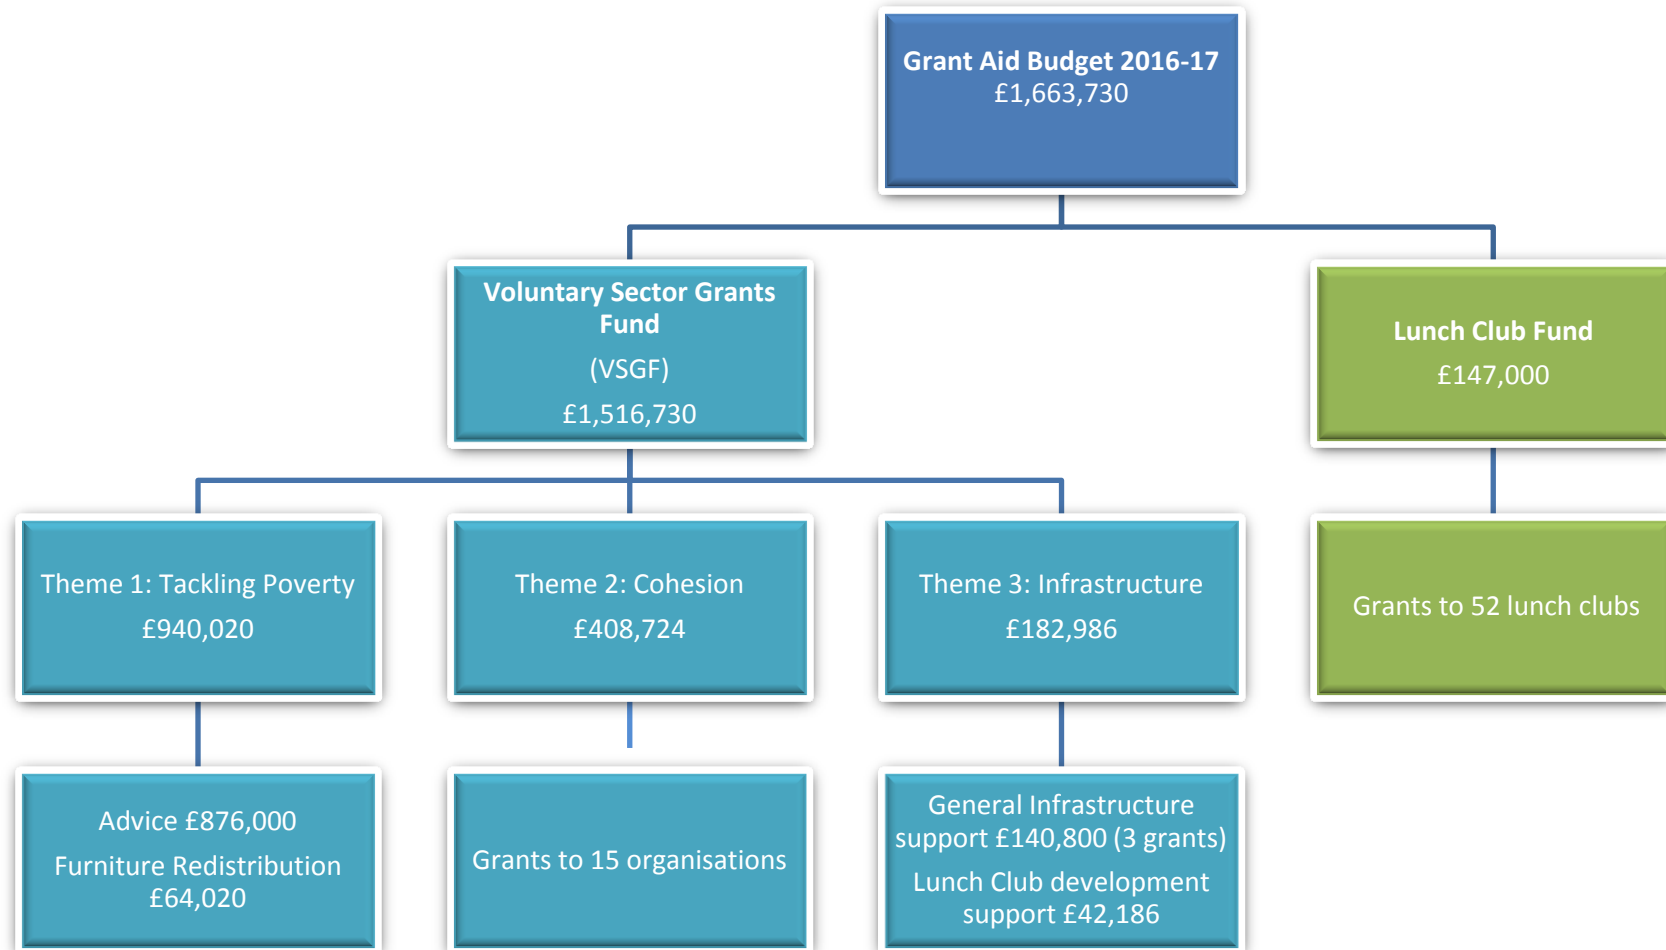 Grant Aid Budget 2016-17
£1,663,730
Voluntary Sector Grants
Fund
(VSGF)
£1,516,730
Lunch Club Fund
£147,000
Theme 1: Tackling Poverty
£940,020
Theme 2: Cohesion
£408,724
Theme 3: Infrastructure
£182,986
Grants to 52 lunch clubs
Advice £876,000
Furniture Redistribution
£64,020
Grants to 15 organisations
General Infrastructure
support £140,800 (3 grants)
Lunch Club development
support £42,186